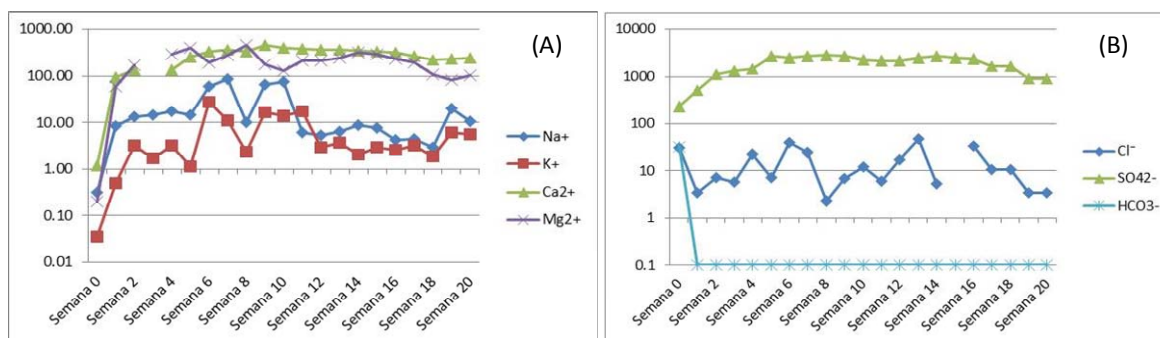 1000.00
100.00
10.00
1.00
0.10
0.01
Semana 0
Semana 2
Semana 4
Semana 6
Semana 8
Semana 10
Semana 12
Semana 14
Semana 16
Semana 18
Semana 20
(A)
Na+
K+
Ca2+
Mg2+
10000
1000
100
10
1
0.1
Semana 0
Semana 2
Semana 4
Semana 6
Semana 8
Semana 10
Semana 12
Semana 14
Semana 16
Semana 18
Semana 20
(B)
Cl⁻
SO42-
HCO3-